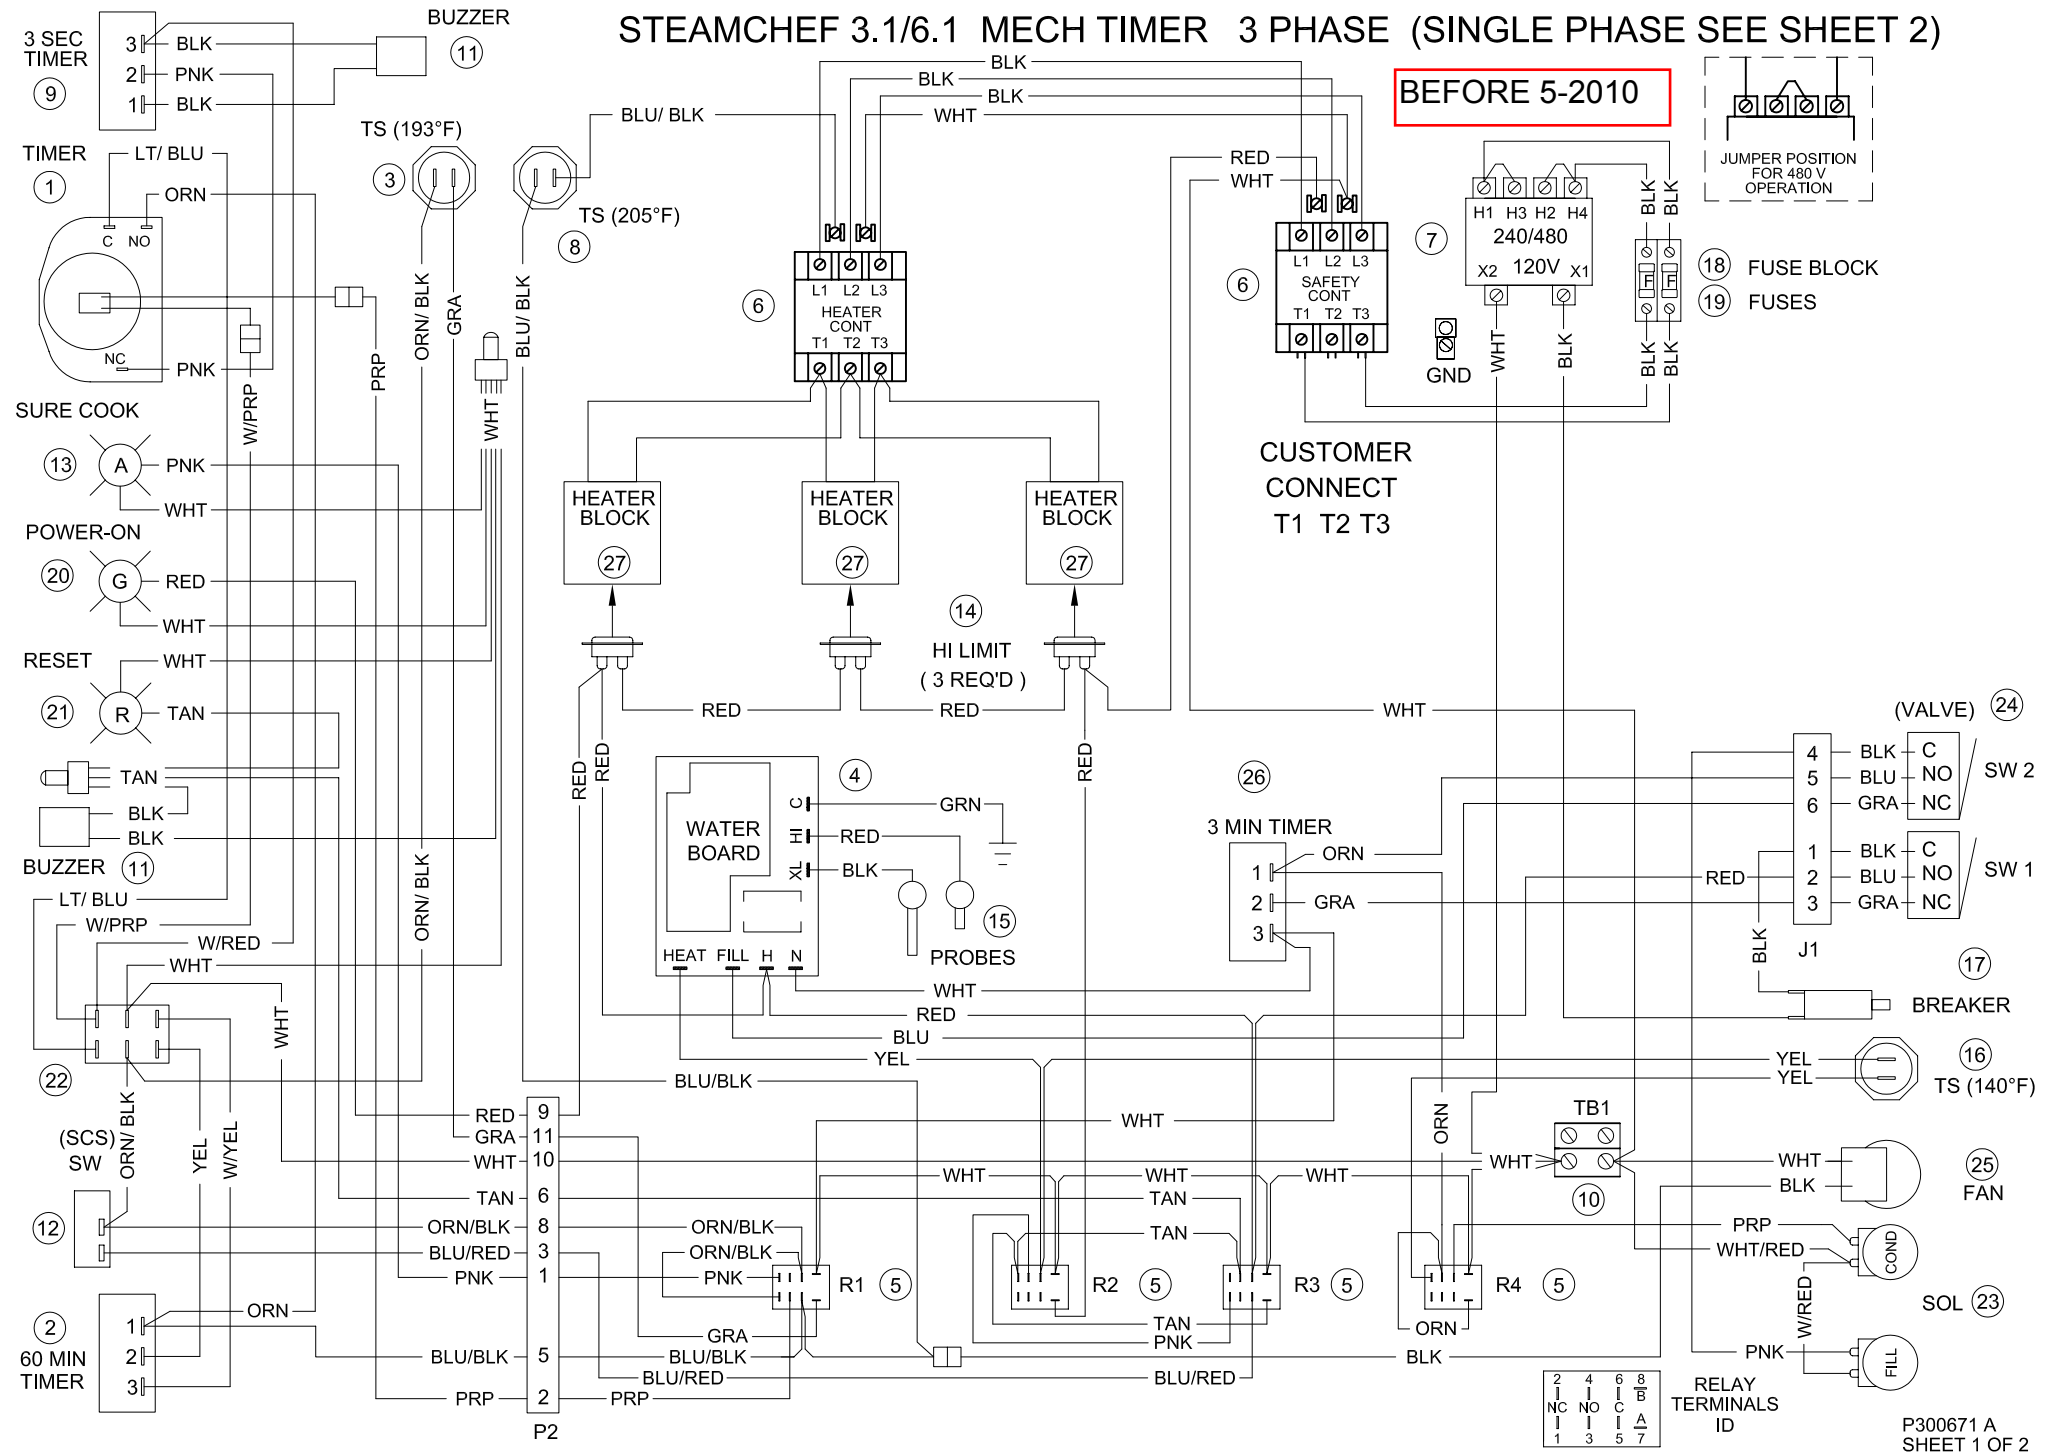 STEAMCHEF 3.1/6.1 MECH TIMER 3 PHASE (SINGLE PHASE SEE SHEET 2)
BEFORE 5-2010
JUMPER POSITION
FOR 480 V
OPERATION
BUZZER
11
3 SEC
TIMER
9
3
BLK
2
PNK
1
BLK
TIMER
1
LT/ BLU
ORN
C
NO
NC
PNK
TS (193°F)
3
TS (205°F)
8
BLU/ BLK
BLK
BLK
BLK
WHT
RED
WHT
ORN/ BLK
GRA
BLU/ BLK
PRP
W/PRP
WHT
6
L1 L2 L3
HEATER
CONT
T1 T2 T3
6
L1 L2 L3
SAFETY
CONT
T1 T2 T3
7
H1 H3 H2 H4
240/480
X2
120V
X1
GND
WHT
BLK
BLK
BLK
F
F
BLK
BLK
18
FUSE BLOCK
19
FUSES
SURE COOK
13
A
PNK
WHT
POWER-ON
20
G
RED
WHT
RESET
21
R
WHT
TAN
TAN
BLK
BLK
BUZZER
11
HEATER
BLOCK
27
HEATER
BLOCK
27
HEATER
BLOCK
27
CUSTOMER
CONNECT
T1 T2 T3
14
HI LIMIT
( 3 REQ'D )
RED
RED
WHT
RED
RED
RED
4
WATER
BOARD
C
HI
XL
GRN
RED
BLK
15
PROBES
HEAT
FILL
H
N
WHT
RED
BLU
YEL
BLU/BLK
26
3 MIN TIMER
1
ORN
2
GRA
3
(VALVE)
24
4
BLK
C
5
BLU
NO
6
GRA
NC
SW 2
1
BLK
C
RED
2
BLU
NO
3
GRA
NC
SW 1
J1
BLK
17
BREAKER
YEL
YEL
16
TS (140°F)
LT/ BLU
W/PRP
W/RED
WHT
ORN/ BLK
WHT
22
(SCS)
SW
12
ORN/ BLK
YEL
W/YEL
RED
9
GRA
11
WHT
10
TAN
6
ORN/BLK
8
BLU/RED
3
PNK
1
BLU/BLK
5
PRP
2
P2
ORN
2
60 MIN
TIMER
1
2
3
WHT
WHT
WHT
WHT
WHT
ORN
TAN
TAN
ORN/BLK
ORN/BLK
PNK
R1
5
R2
5
R3
5
R4
5
GRA
TAN
PNK
ORN
BLU/BLK
BLK
BLU/RED
BLU/RED
PRP
TB1
10
WHT
BLK
25
FAN
PRP
WHT/RED
COND
W/RED
SOL
23
PNK
FILL
2 4 6 8
B
NC NO C
A
1 3 5 7
RELAY
TERMINALS
ID
P300671 A
SHEET 1 OF 2